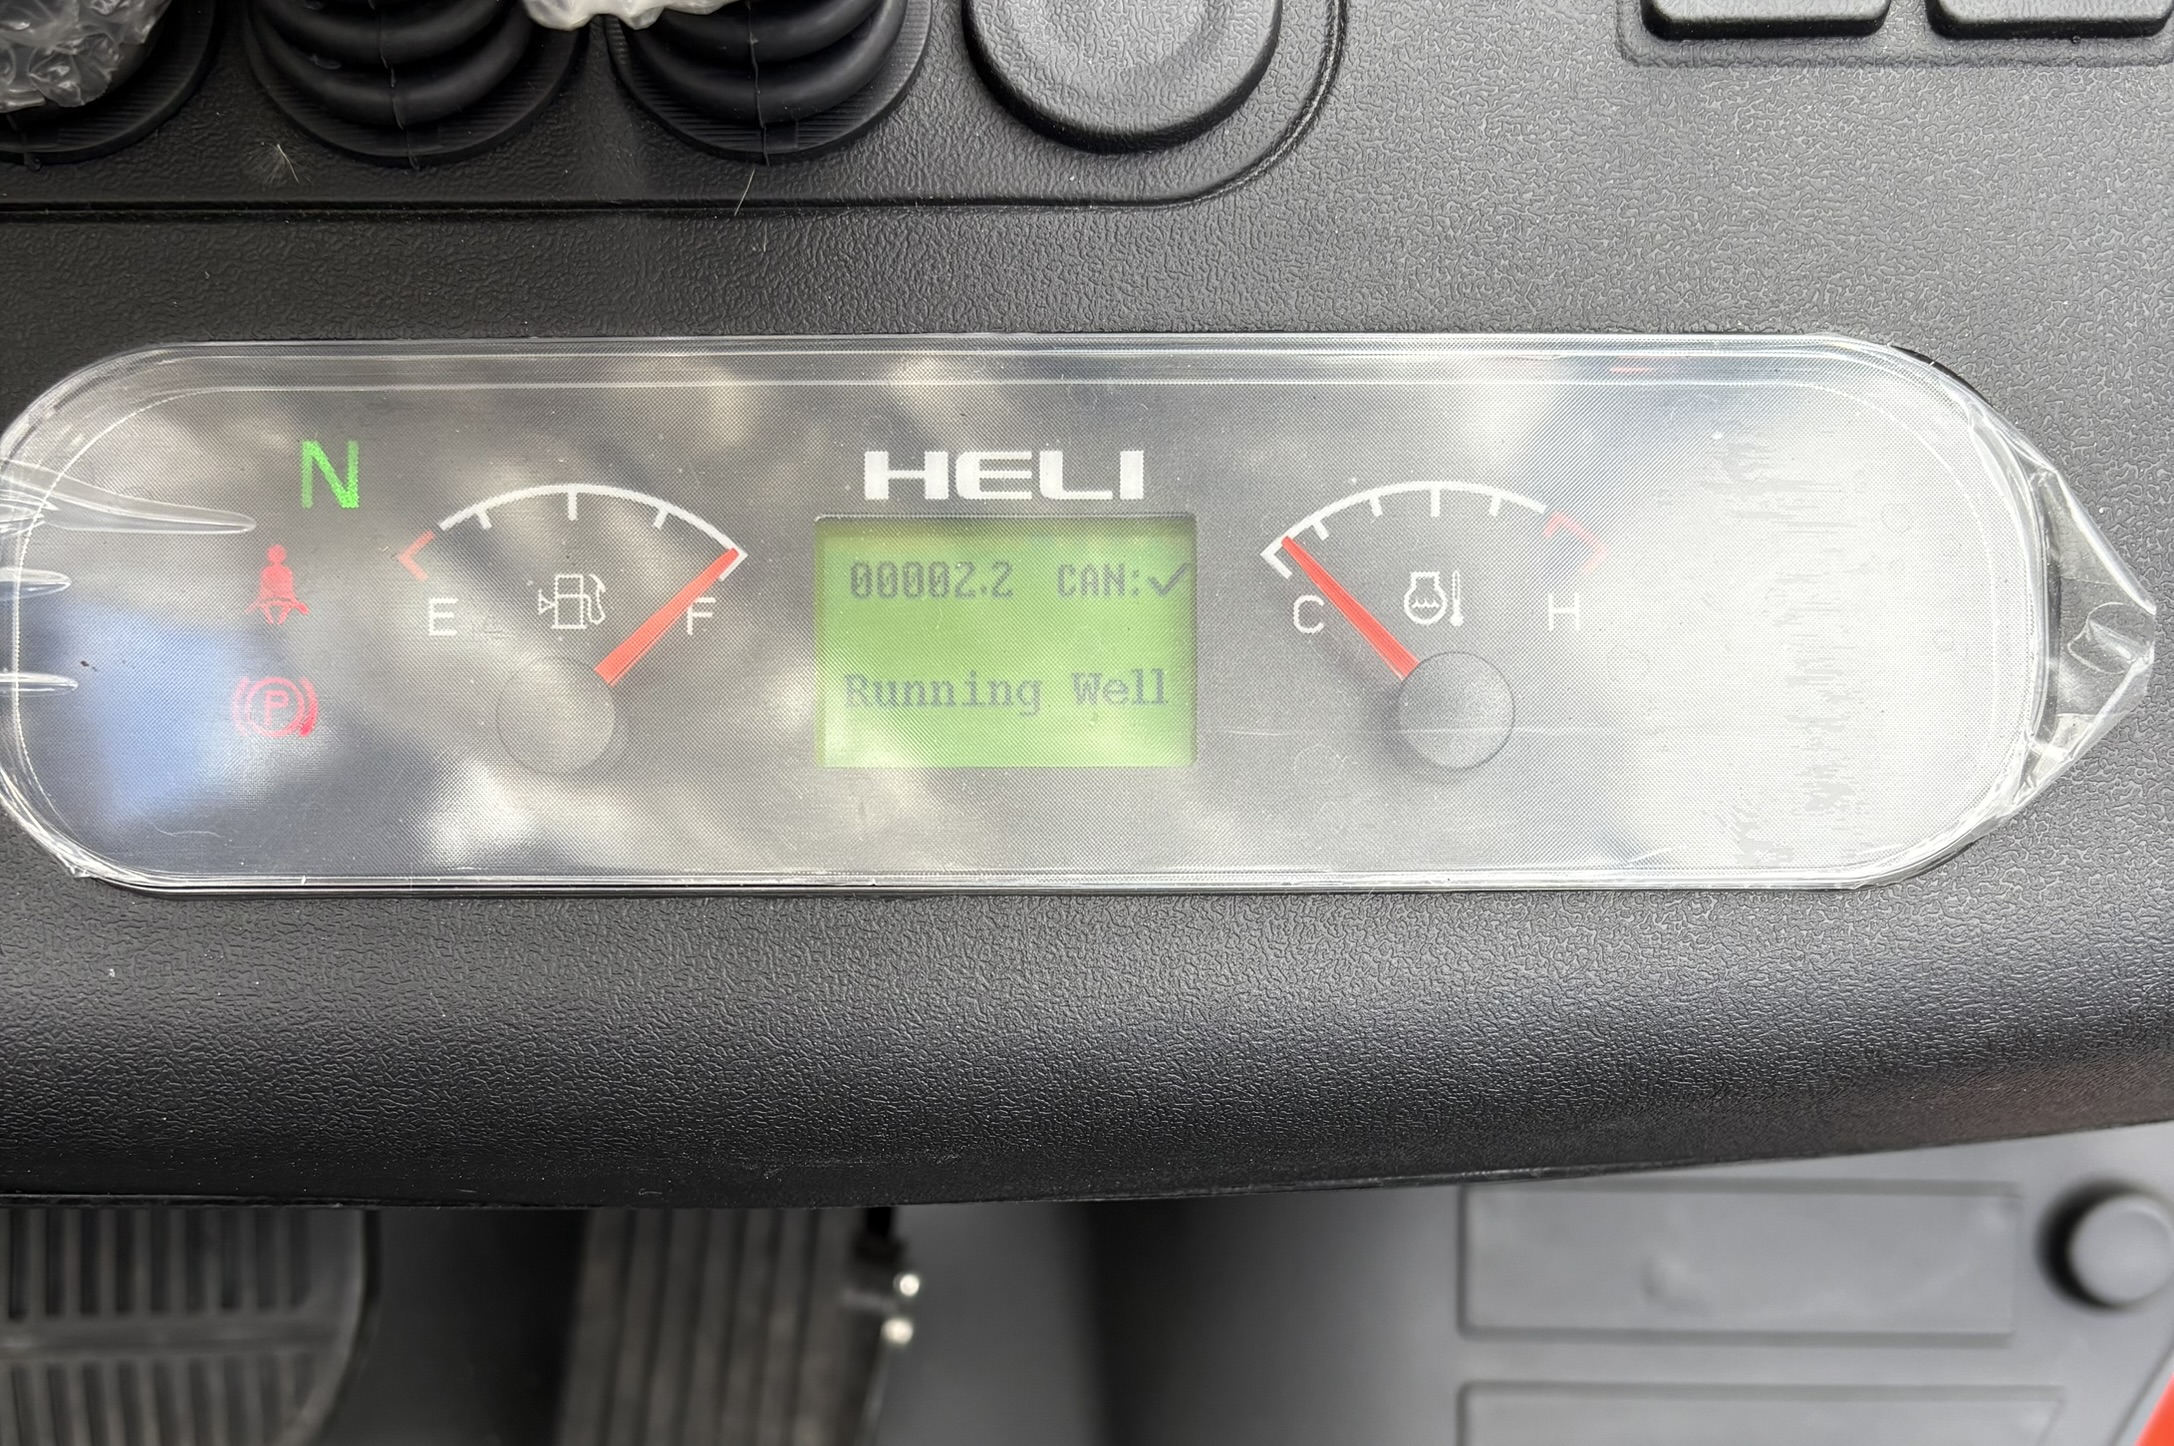 N
HELI
00002.2 CAN:✓
E F
C H
Running Well
P